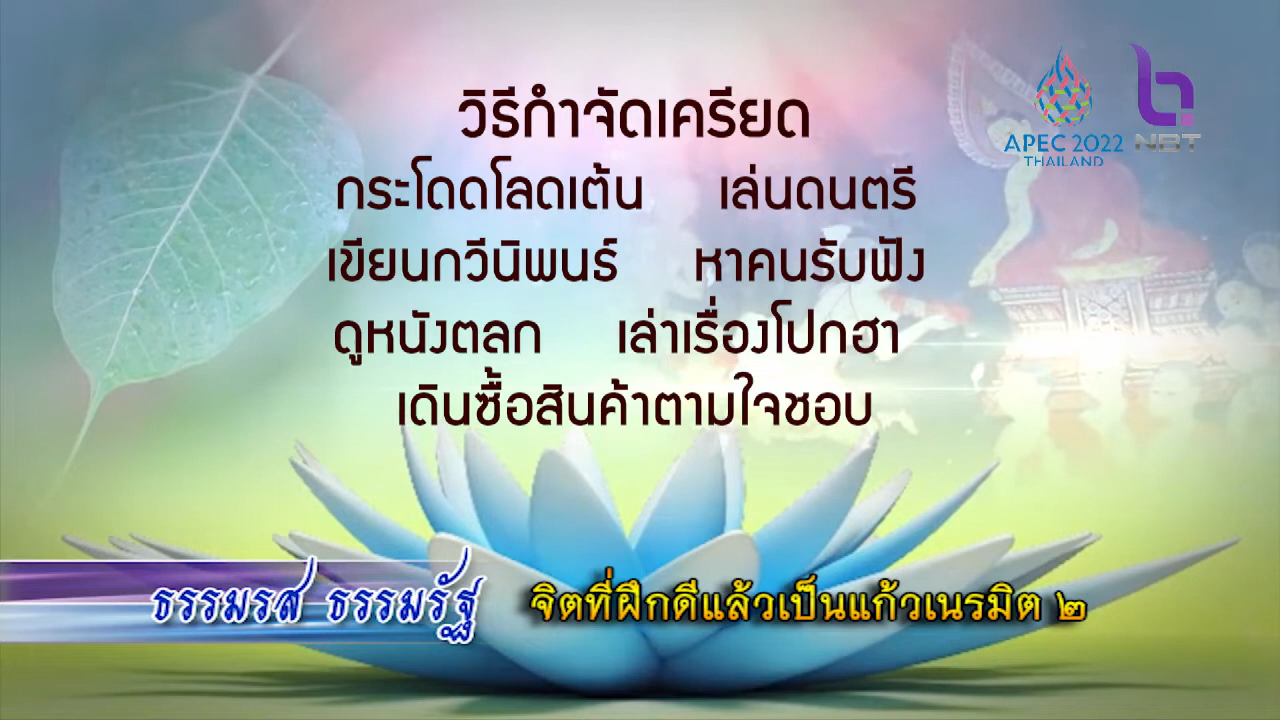 วิธีกำจัดเครียด
กระโดดโลดเต้น เล่นดนตรี
เขียนกวีนิพนธ์ หาคนรับฟัง
ดูหนังตลก เล่าเรื่องโปกฮา
เดินซื้อสินค้าตามใจชอบ
APEC 2022
THAILAND
NBT
ธรรมรส ธรรมรัฐ จิตที่ฝึกดีแล้วเป็นแก้วเนรมิต ๒